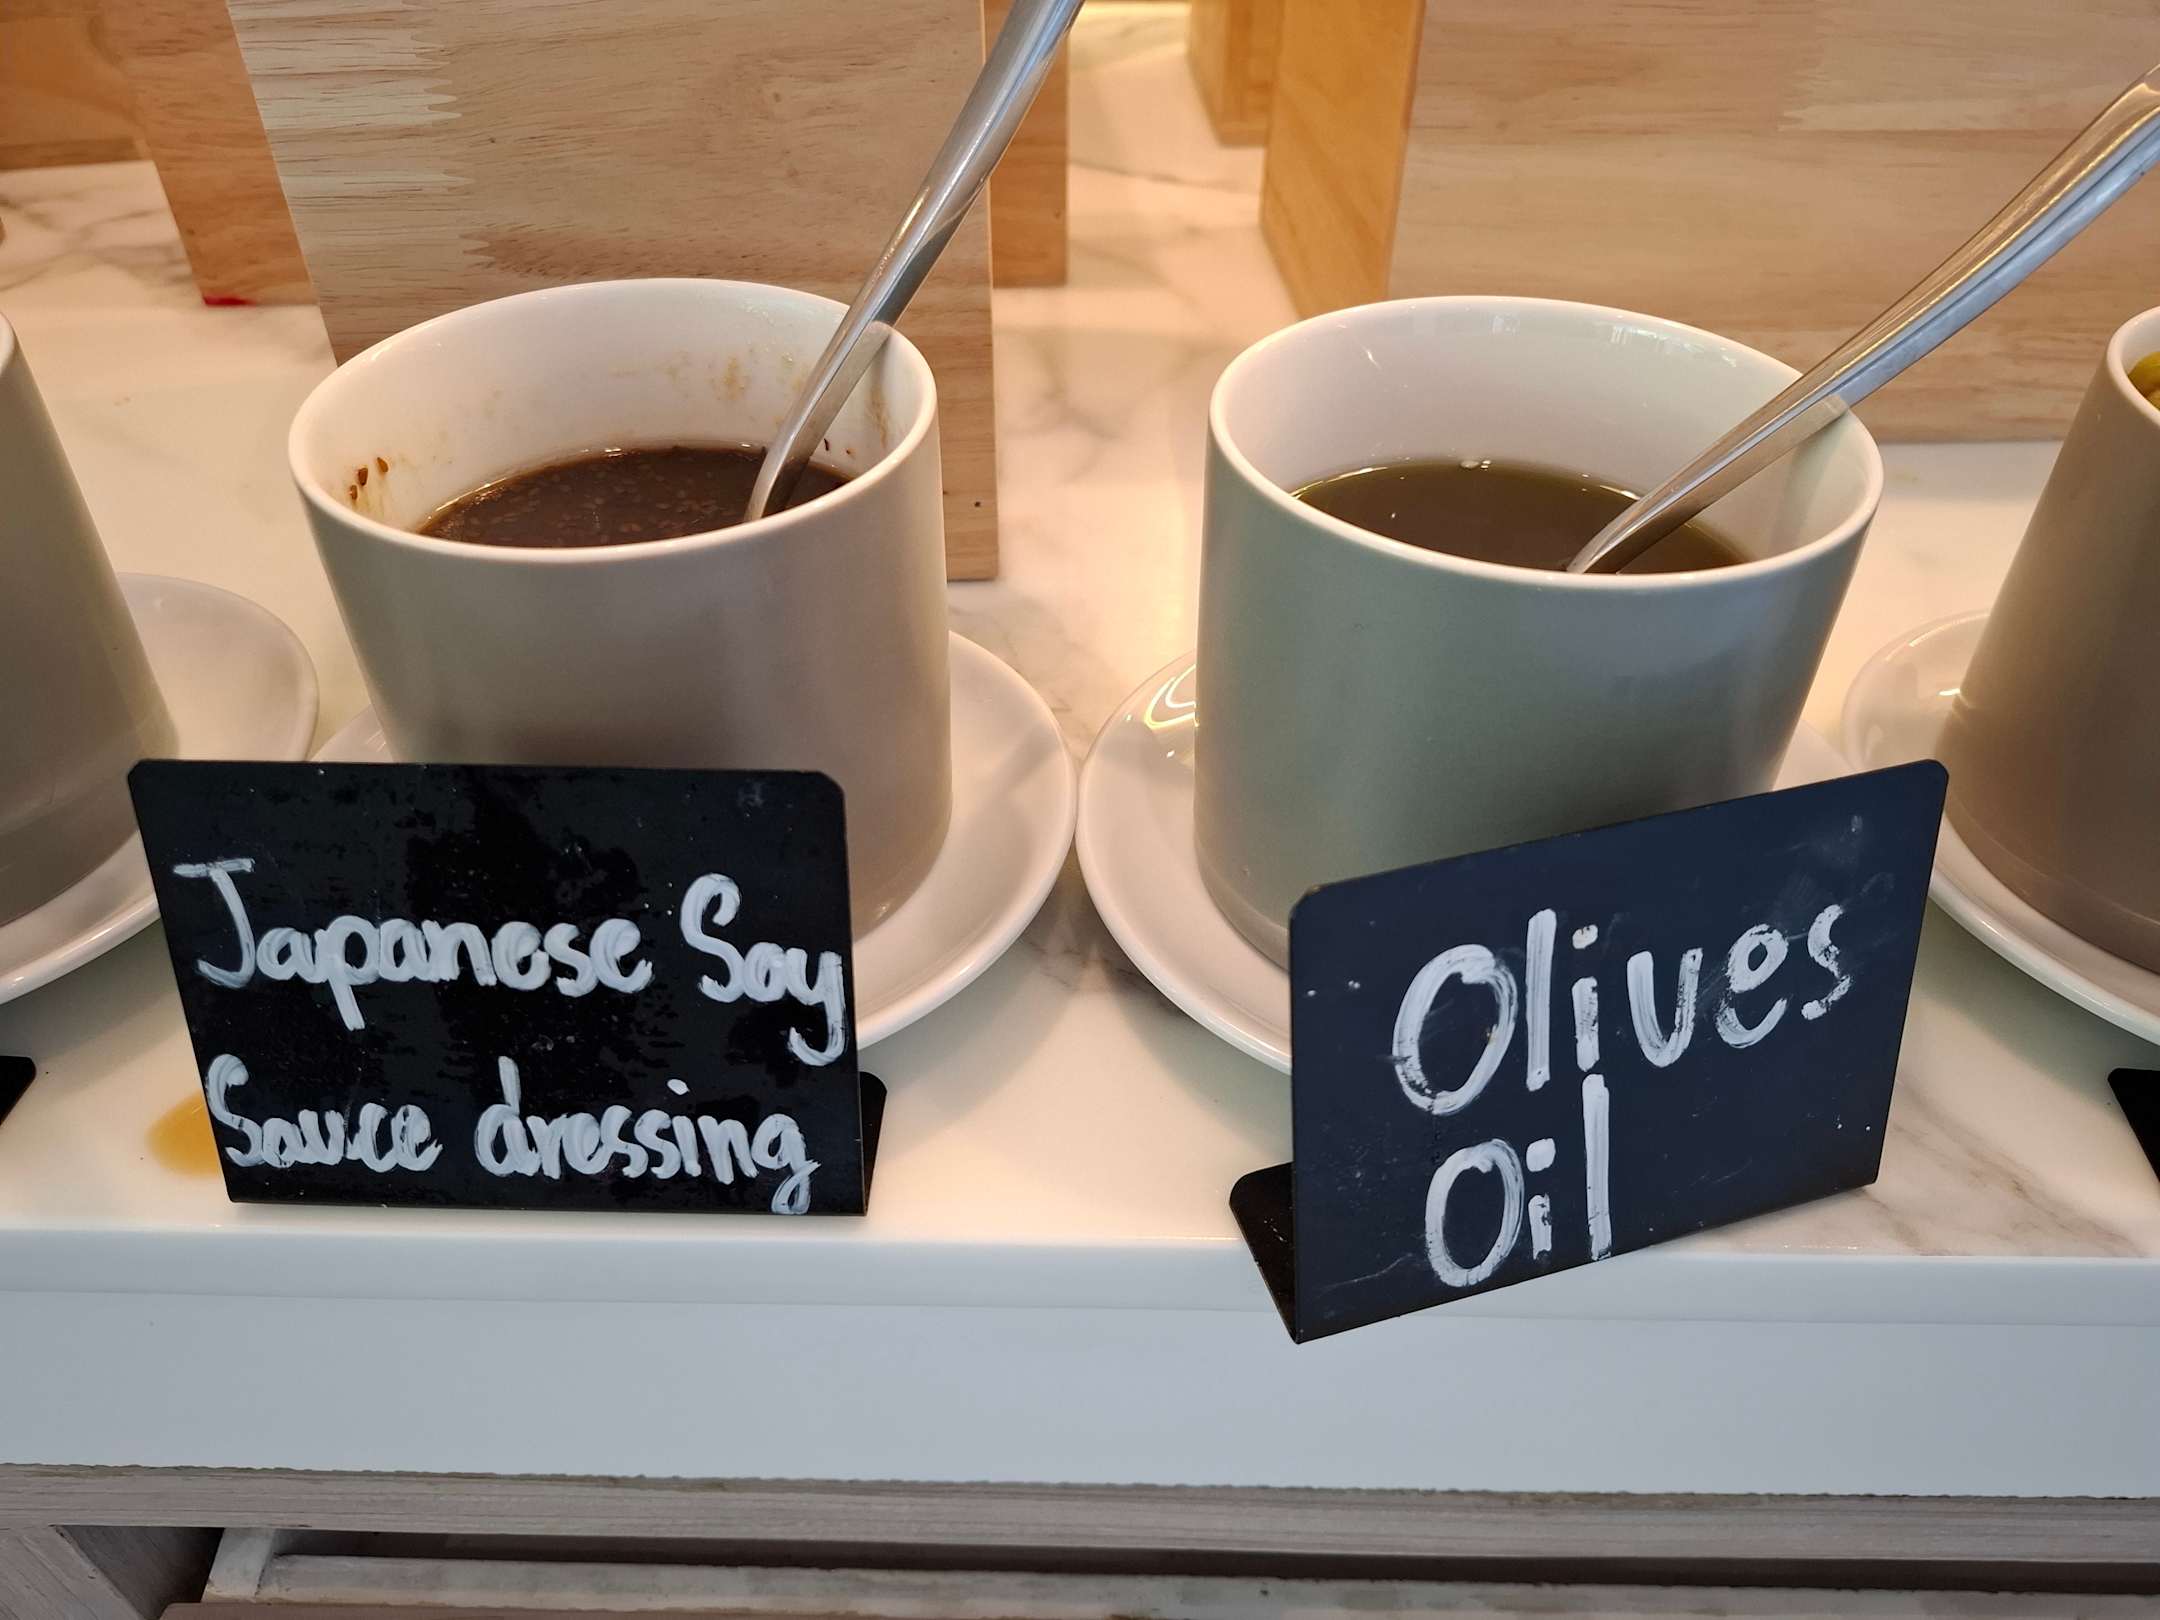 Japanese Soy
Sauce dressing
Olives
Oil